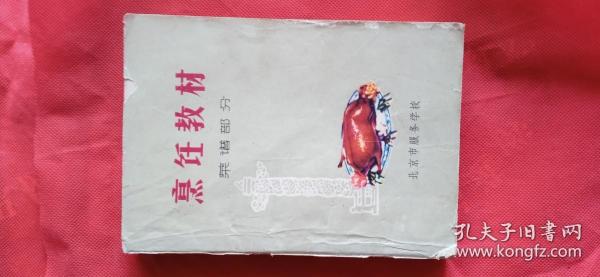 烹饪教材
菜谱部分
北京市服务学校
孔夫子旧书网
www.kongfz.com